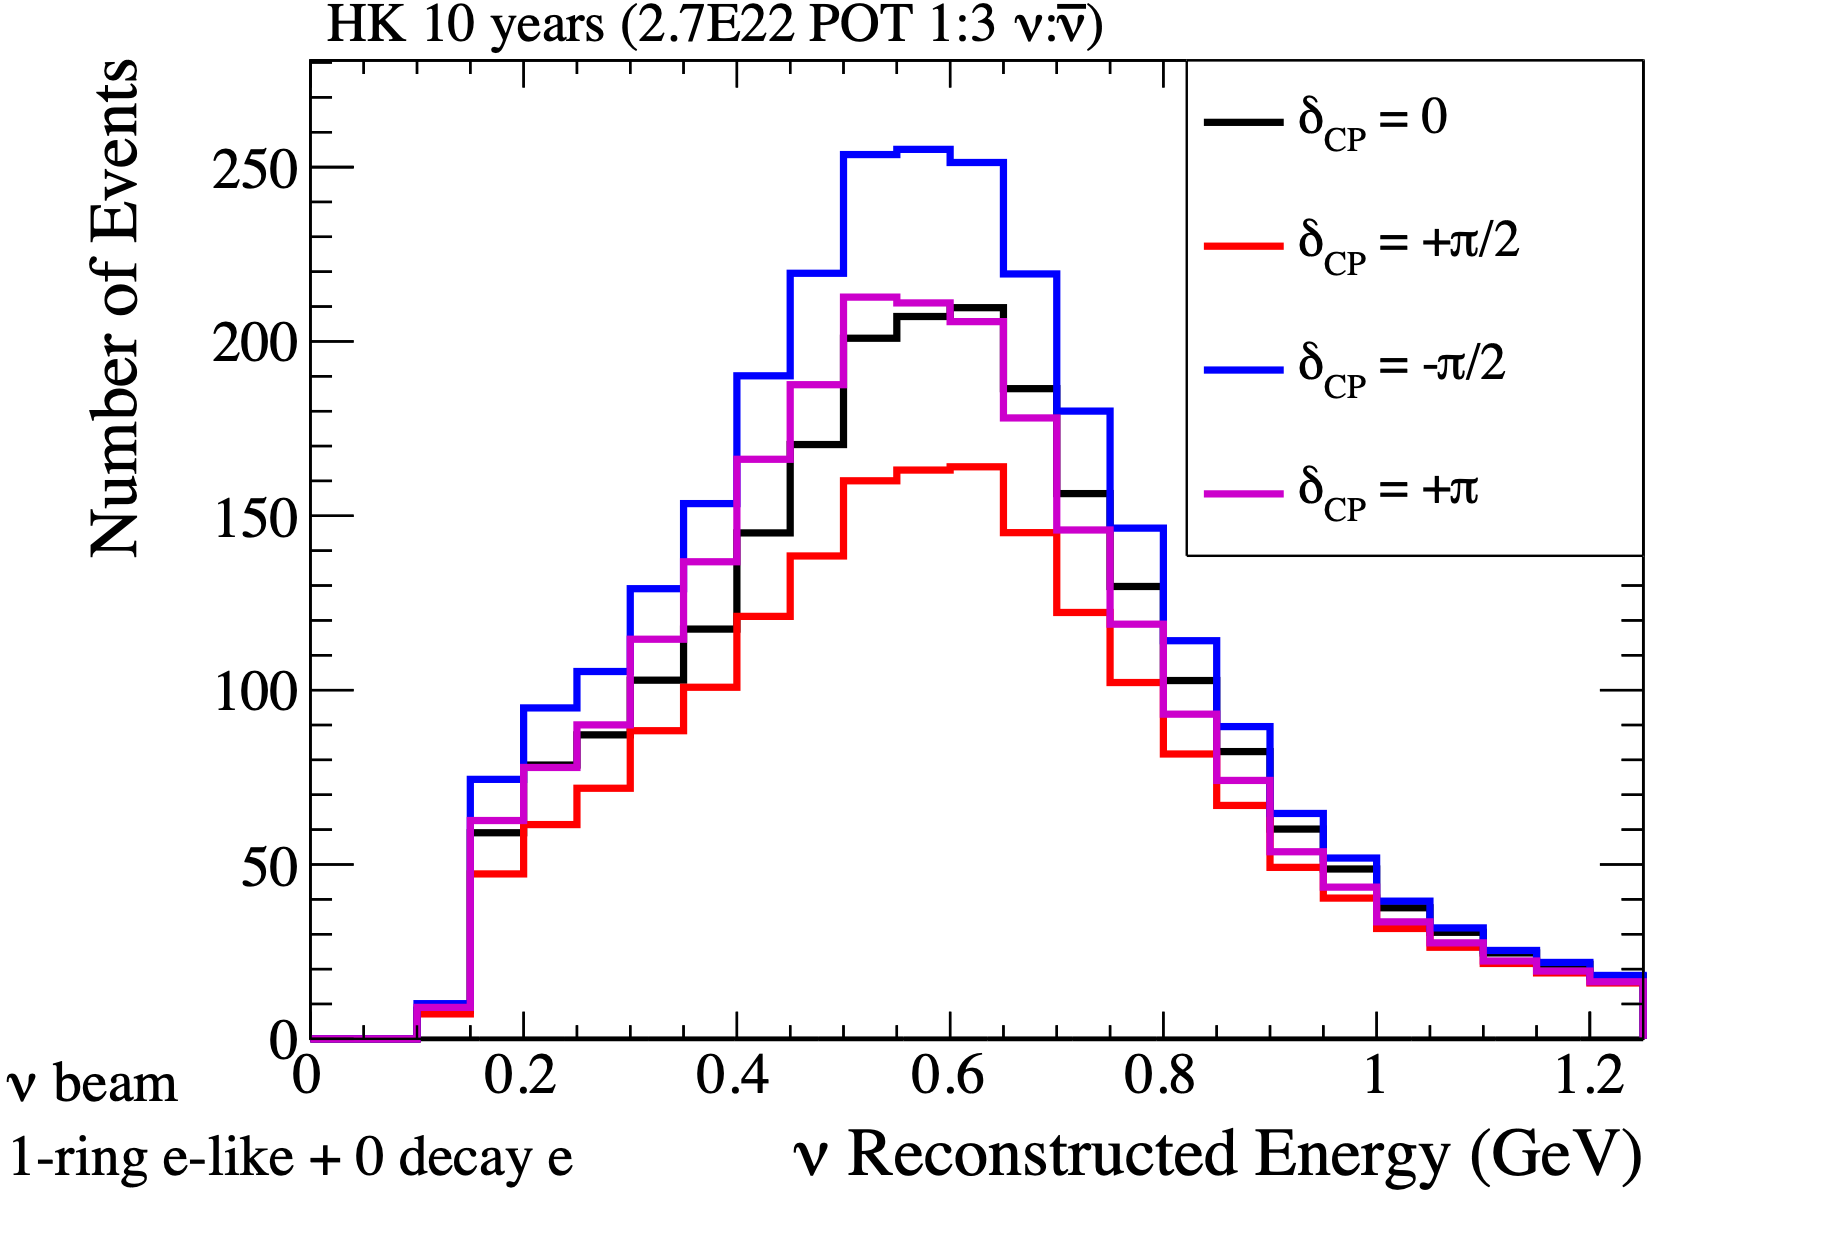 HK 10 years (2.7E22 POT 1:3 ν:ν̅)
Number of Events
250
200
150
100
50
0
δCP = 0
δCP = +π/2
δCP = -π/2
δCP = +π
0 0.2 0.4 0.6 0.8 1 1.2
ν beam
1-ring e-like + 0 decay e
ν Reconstructed Energy (GeV)